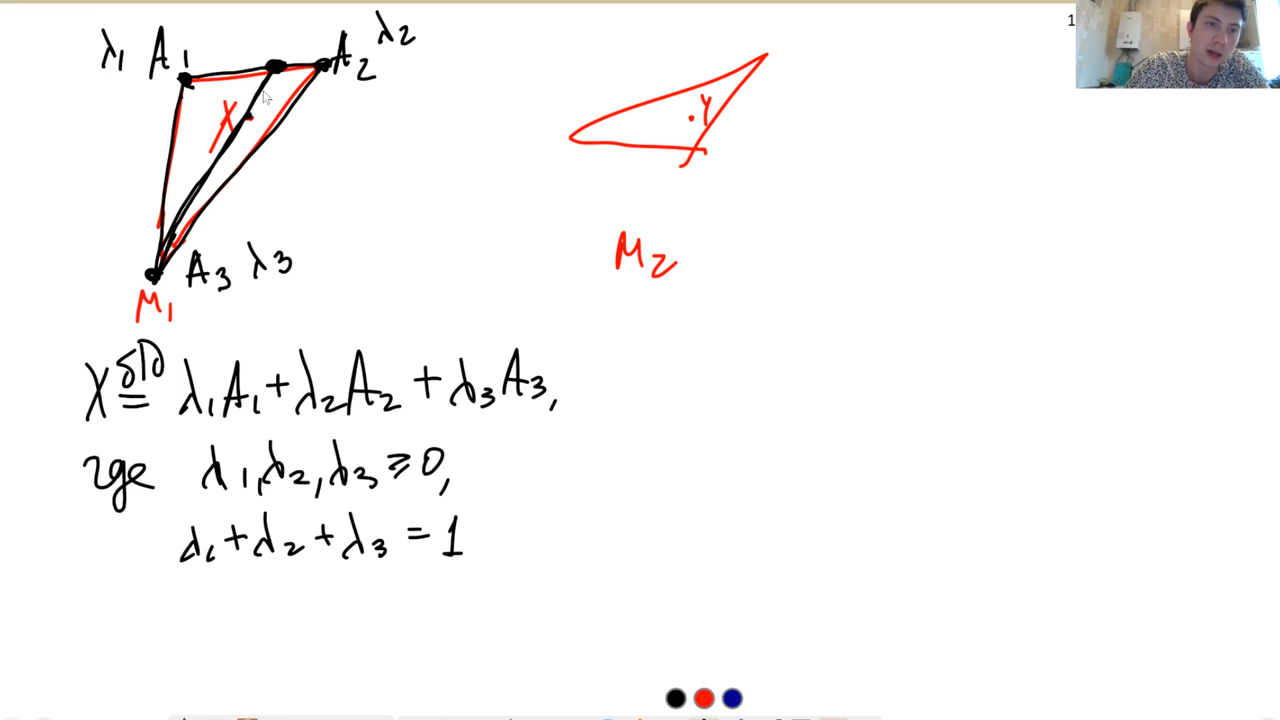 λ1 A1 A2 λ2
X
Y
A3 λ3
M1
M2
X = λ1A1 + λ2A2 + λ3A3,
где λ1, λ2, λ3 ≥ 0,
λ1 + λ2 + λ3 = 1
1